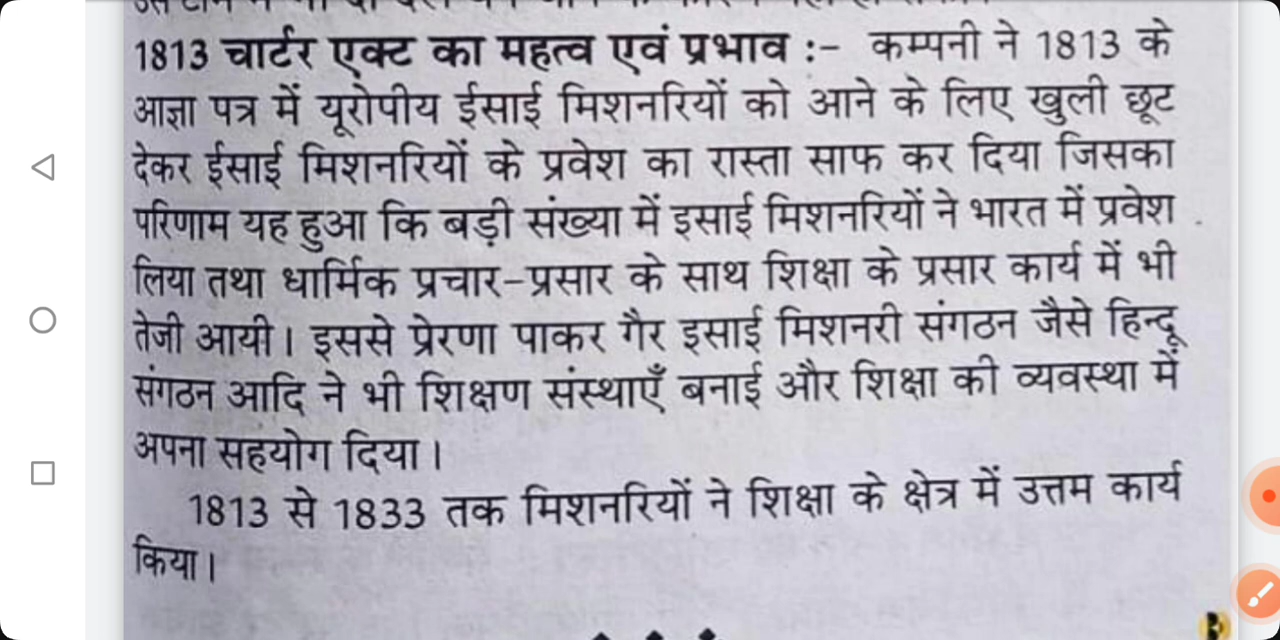 1813 चार्टर एक्ट का महत्व एवं प्रभाव :– कम्पनी ने 1813 के
आज्ञा पत्र में यूरोपीय ईसाई मिशनरियों को आने के लिए खुली छूट
देकर ईसाई मिशनरियों के प्रवेश का रास्ता साफ कर दिया जिसका
परिणाम यह हुआ कि बड़ी संख्या में इसाई मिशनरियों ने भारत में प्रवेश
लिया तथा धार्मिक प्रचार-प्रसार के साथ शिक्षा के प्रसार कार्य में भी
तेजी आयी। इससे प्रेरणा पाकर गैर इसाई मिशनरी संगठन जैसे हिन्दू
संगठन आदि ने भी शिक्षण संस्थाएँ बनाई और शिक्षा की व्यवस्था में
अपना सहयोग दिया।
1813 से 1833 तक मिशनरियों ने शिक्षा के क्षेत्र में उत्तम कार्य
किया।